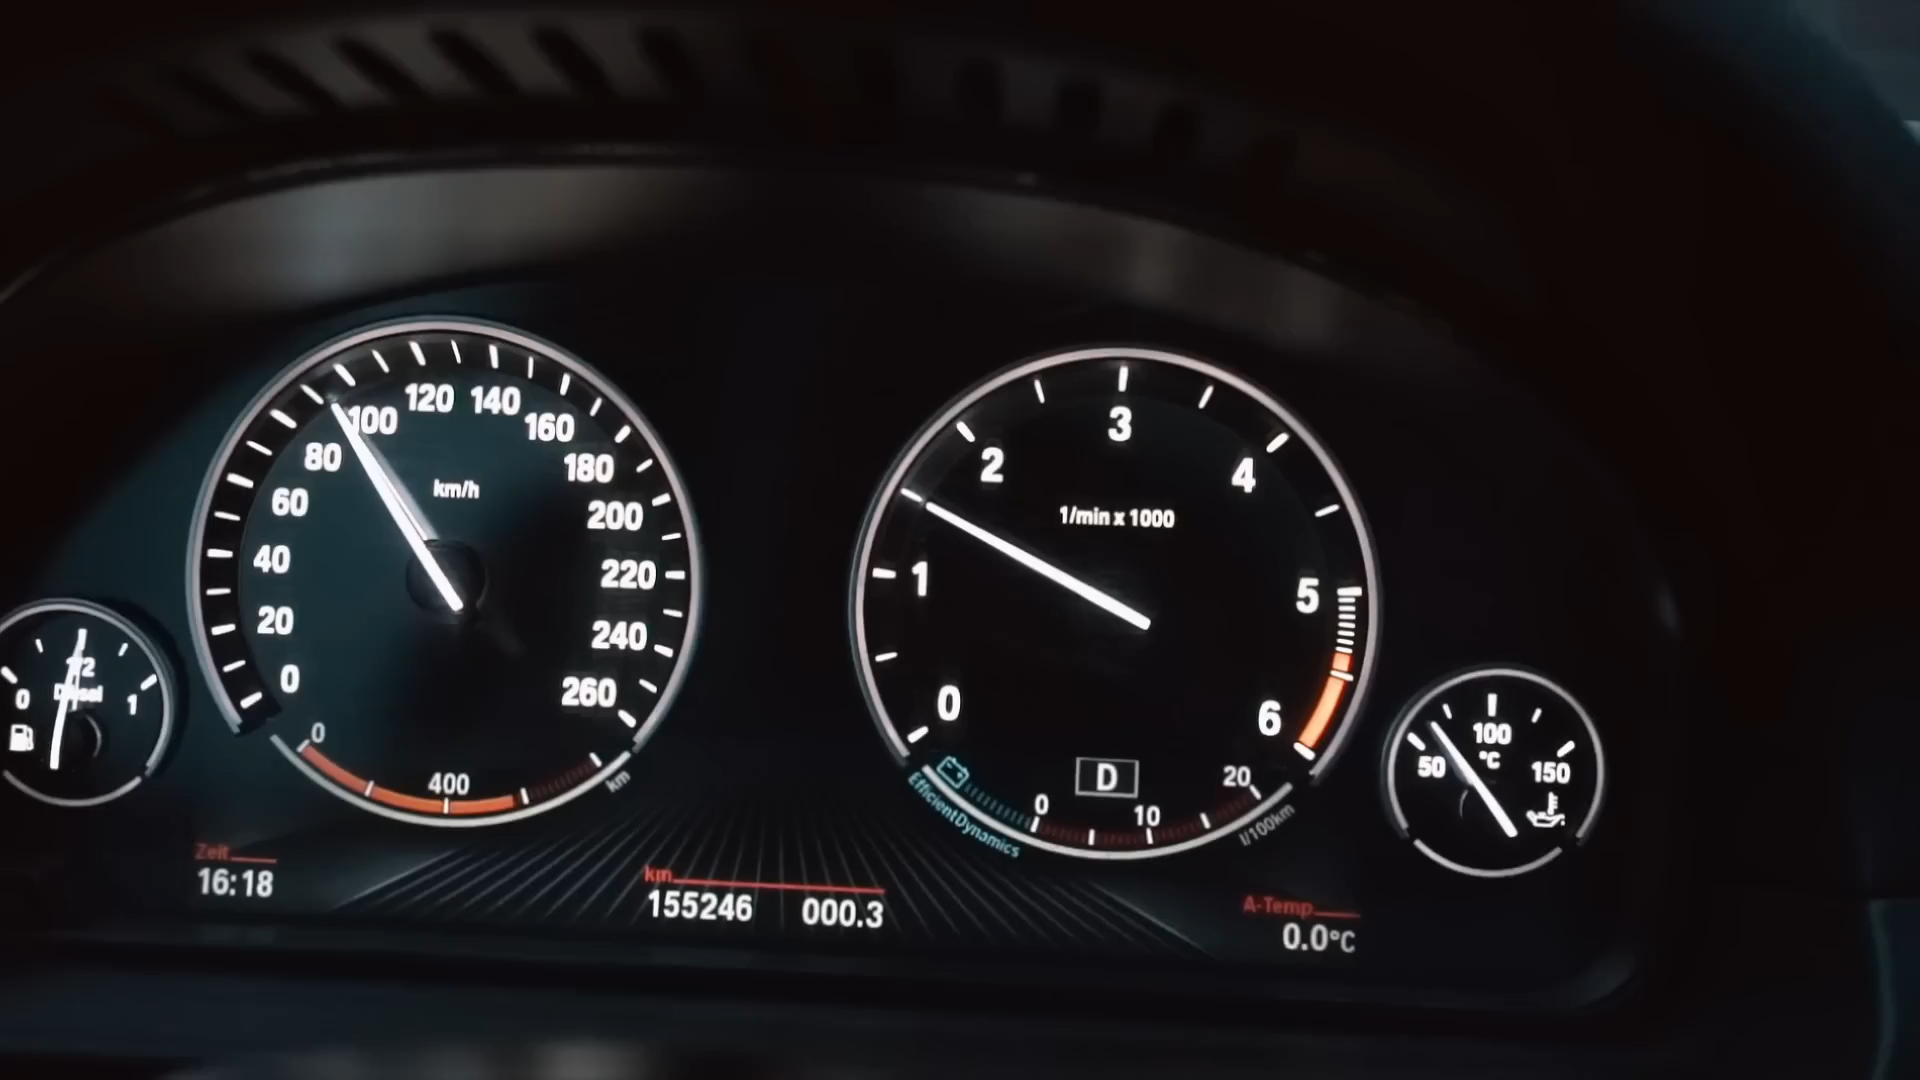 0
20
40
60
80
100
120
140
160
180
200
220
240
260
km/h
0
400
km
0
1/2
1
Diesel
0
1
2
3
4
5
6
1/min x 1000
D
0
10
20
l/100km
EfficientDynamics
50
100
150
°C
Zeit
16:18
km
155246 000.3
A-Temp
0.0°C